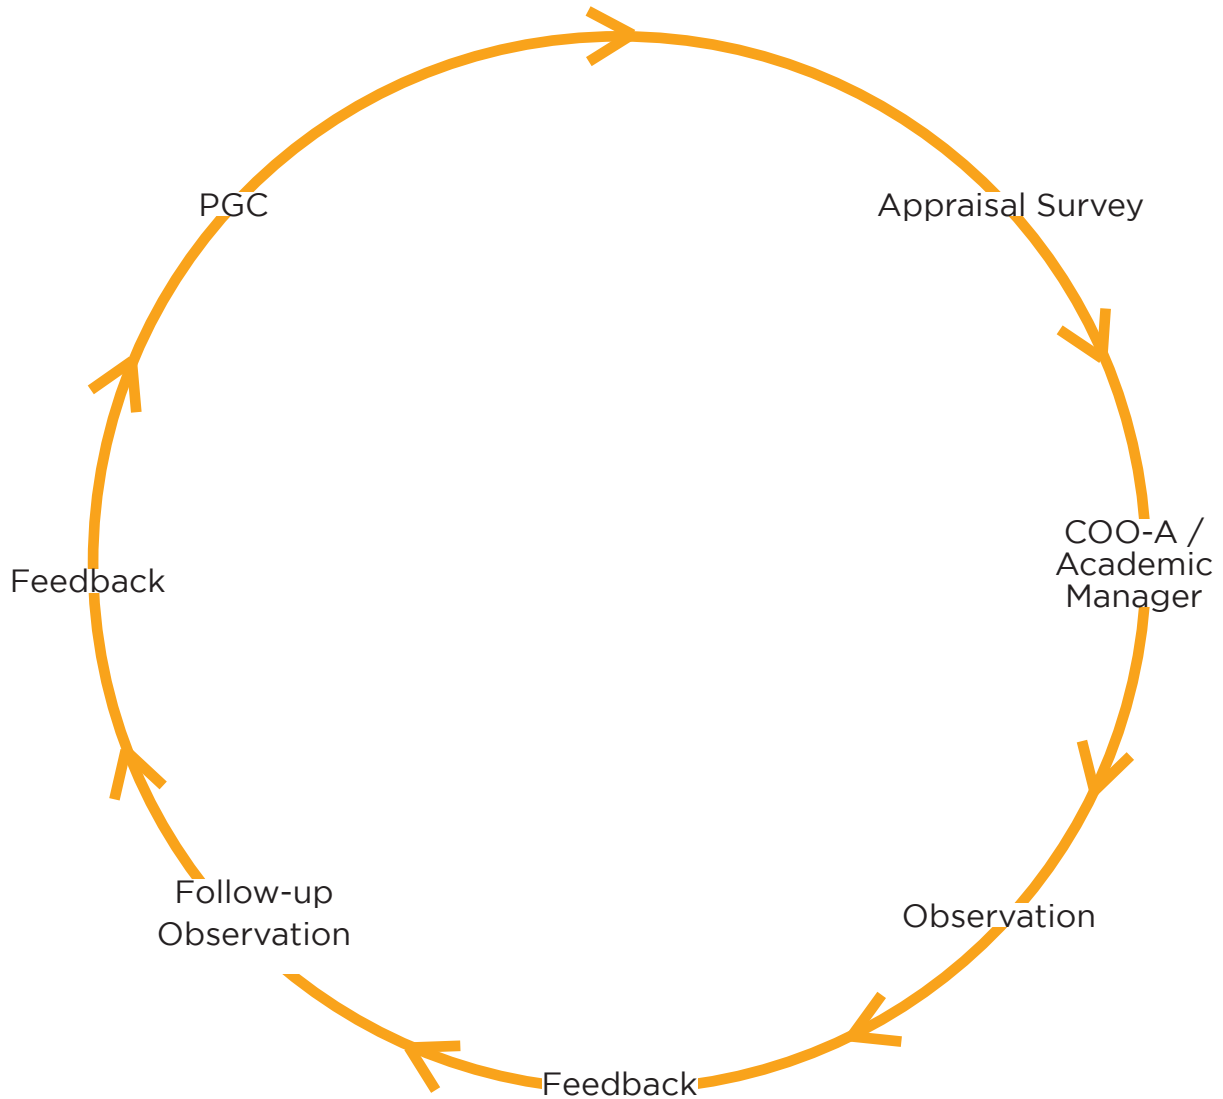 PGC
Appraisal Survey
COO-A /
Academic
Manager
Observation
Feedback
Follow-up
Observation
Feedback